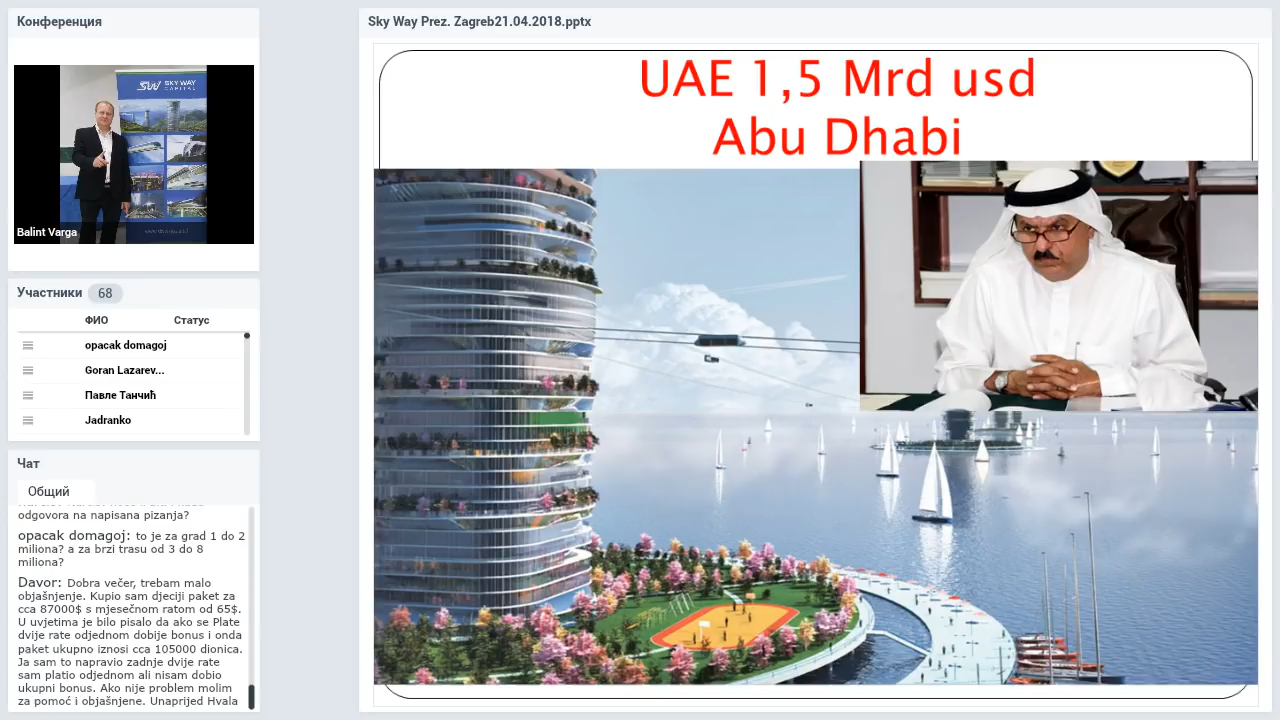 Конференция
SKY WAY
CAPITAL
Balint Varga
Участники 68
ФИО Статус
opacak domagoj
Goran Lazarev...
Павле Танчић
Jadranko
Чат
Общий
odgovora na napisana pizanja?
opacak domagoj: to je za grad 1 do 2
miliona? a za brzi trasu od 3 do 8
miliona?
Davor: Dobra večer, trebam malo
objašnjenje. Kupio sam djeciji paket za
cca 87000$ s mjesečnom ratom od 65$.
U uvjetima je bilo pisalo da ako se Plate
dvije rate odjednom dobije bonus i onda
paket ukupno iznosi cca 105000 dionica.
Ja sam to napravio zadnje dvije rate
sam platio odjednom ali nisam dobio
ukupni bonus. Ako nije problem molim
za pomoć i objašnjene. Unaprijed Hvala
Sky Way Prez. Zagreb21.04.2018.pptx
UAE 1,5 Mrd usd
Abu Dhabi